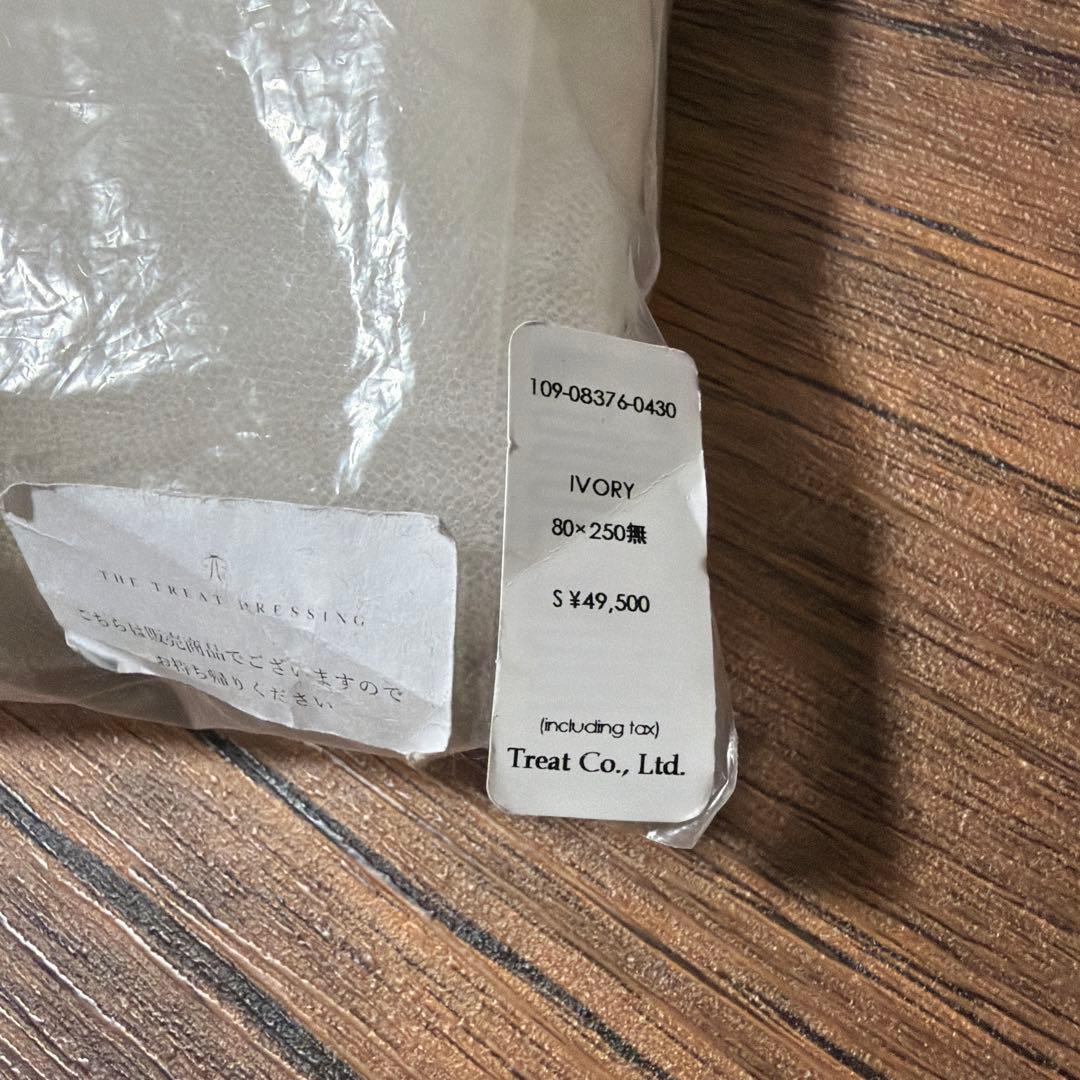 109-08376-0430
IVORY
80×250無
S ¥49,500
(including tax)
Treat Co., Ltd.
THE TREAT DRESSING
こちらは販売商品でございますので
お持ち帰りください